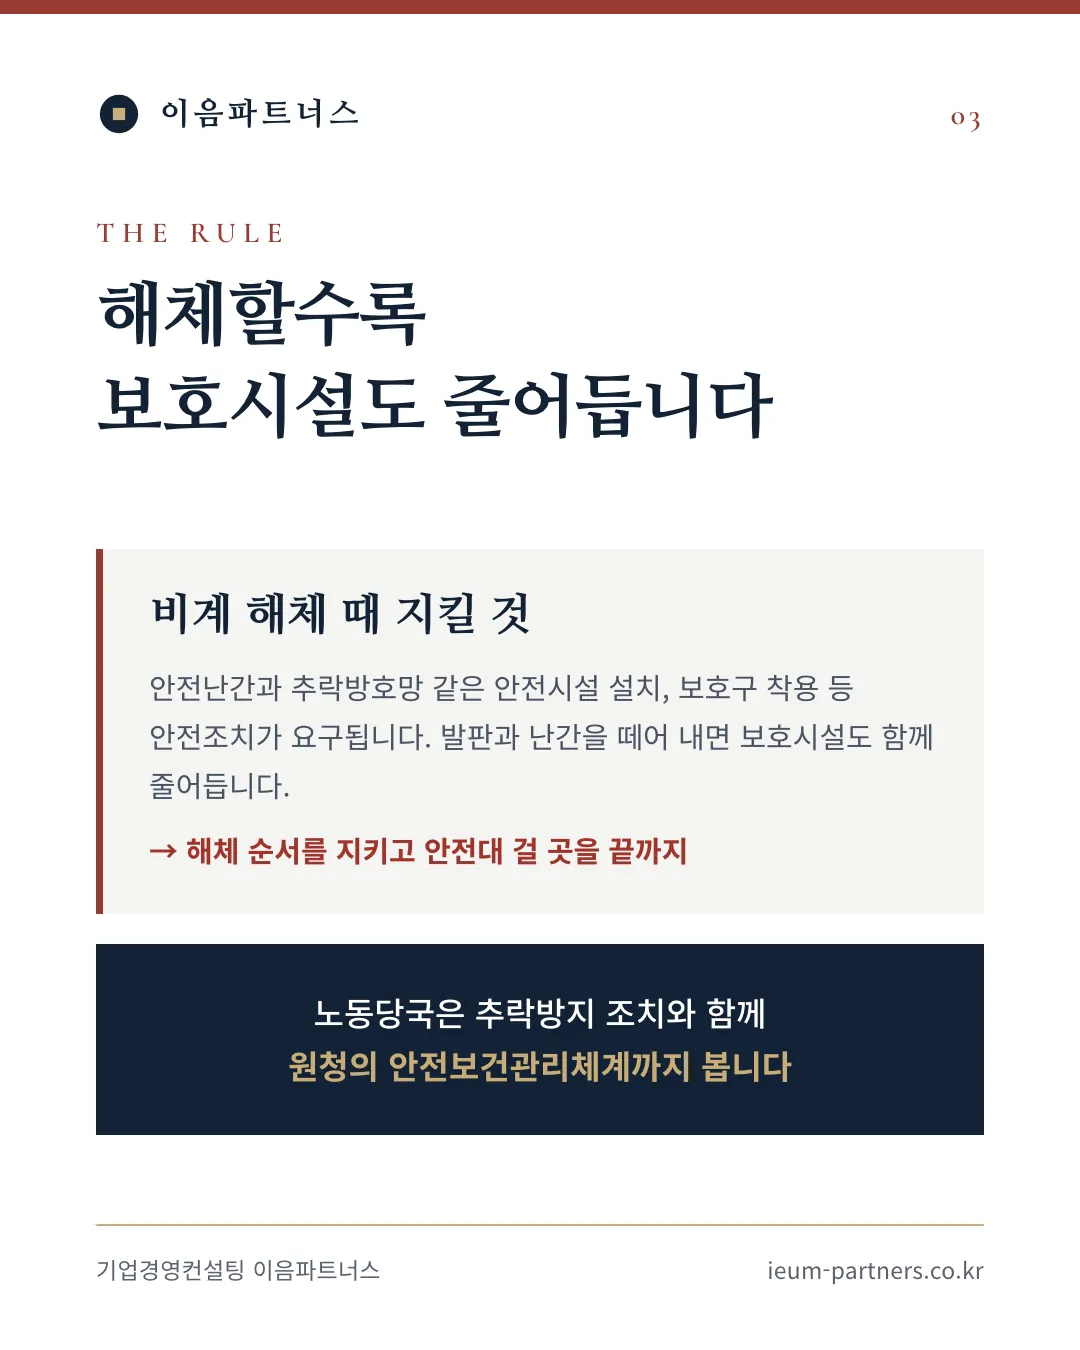 이음파트너스
03
THE RULE
해체할수록
보호시설도 줄어듭니다
비계 해체 때 지킬 것
안전난간과 추락방호망 같은 안전시설 설치, 보호구 착용 등
안전조치가 요구됩니다. 발판과 난간을 떼어 내면 보호시설도 함께
줄어듭니다.
→ 해체 순서를 지키고 안전대 걸 곳을 끝까지
노동당국은 추락방지 조치와 함께
원청의 안전보건관리체계까지 봅니다
기업경영컨설팅 이음파트너스
ieum-partners.co.kr